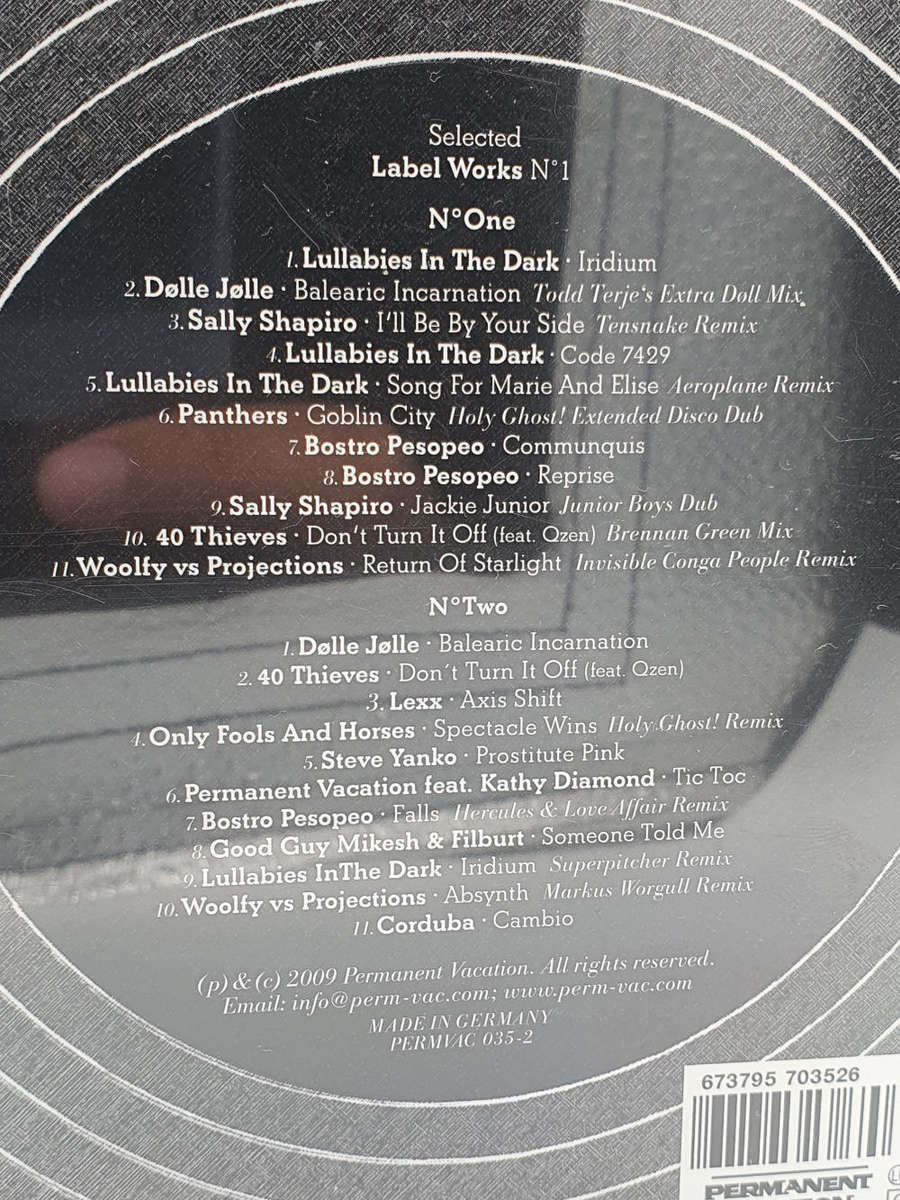 Selected
Label Works N°1
N°One
1. Lullabies In The Dark · Iridium
2. Dølle Jølle · Balearic Incarnation Todd Terje's Extra Døll Mix
3. Sally Shapiro · I'll Be By Your Side Tensnake Remix
4. Lullabies In The Dark · Code 7429
5. Lullabies In The Dark · Song For Marie And Elise Aeroplane Remix
6. Panthers · Goblin City Holy Ghost! Extended Disco Dub
7. Bostro Pesopeo · Communquis
8. Bostro Pesopeo · Reprise
9. Sally Shapiro · Jackie Junior Junior Boys Dub
10. 40 Thieves · Don't Turn It Off (feat. Qzen) Brennan Green Mix
11. Woolfy vs Projections · Return Of Starlight Invisible Conga People Remix
N°Two
1. Dølle Jølle · Balearic Incarnation
2. 40 Thieves · Don´t Turn It Off (feat. Qzen)
3. Lexx · Axis Shift
4. Only Fools And Horses · Spectacle Wins Holy Ghost! Remix
5. Steve Yanko · Prostitute Pink
6. Permanent Vacation feat. Kathy Diamond · Tic Toc
7. Bostro Pesopeo · Falls Hercules & Love Affair Remix
8. Good Guy Mikesh & Filburt · Someone Told Me
9. Lullabies InThe Dark · Iridium Superpitcher Remix
10. Woolfy vs Projections · Absynth Markus Worgull Remix
11. Corduba · Cambio
(p) & (c) 2009 Permanent Vacation. All rights reserved.
Email: info@perm-vac.com; www.perm-vac.com
MADE IN GERMANY
PERMVAC 035-2
673795 703526
PERMANENT